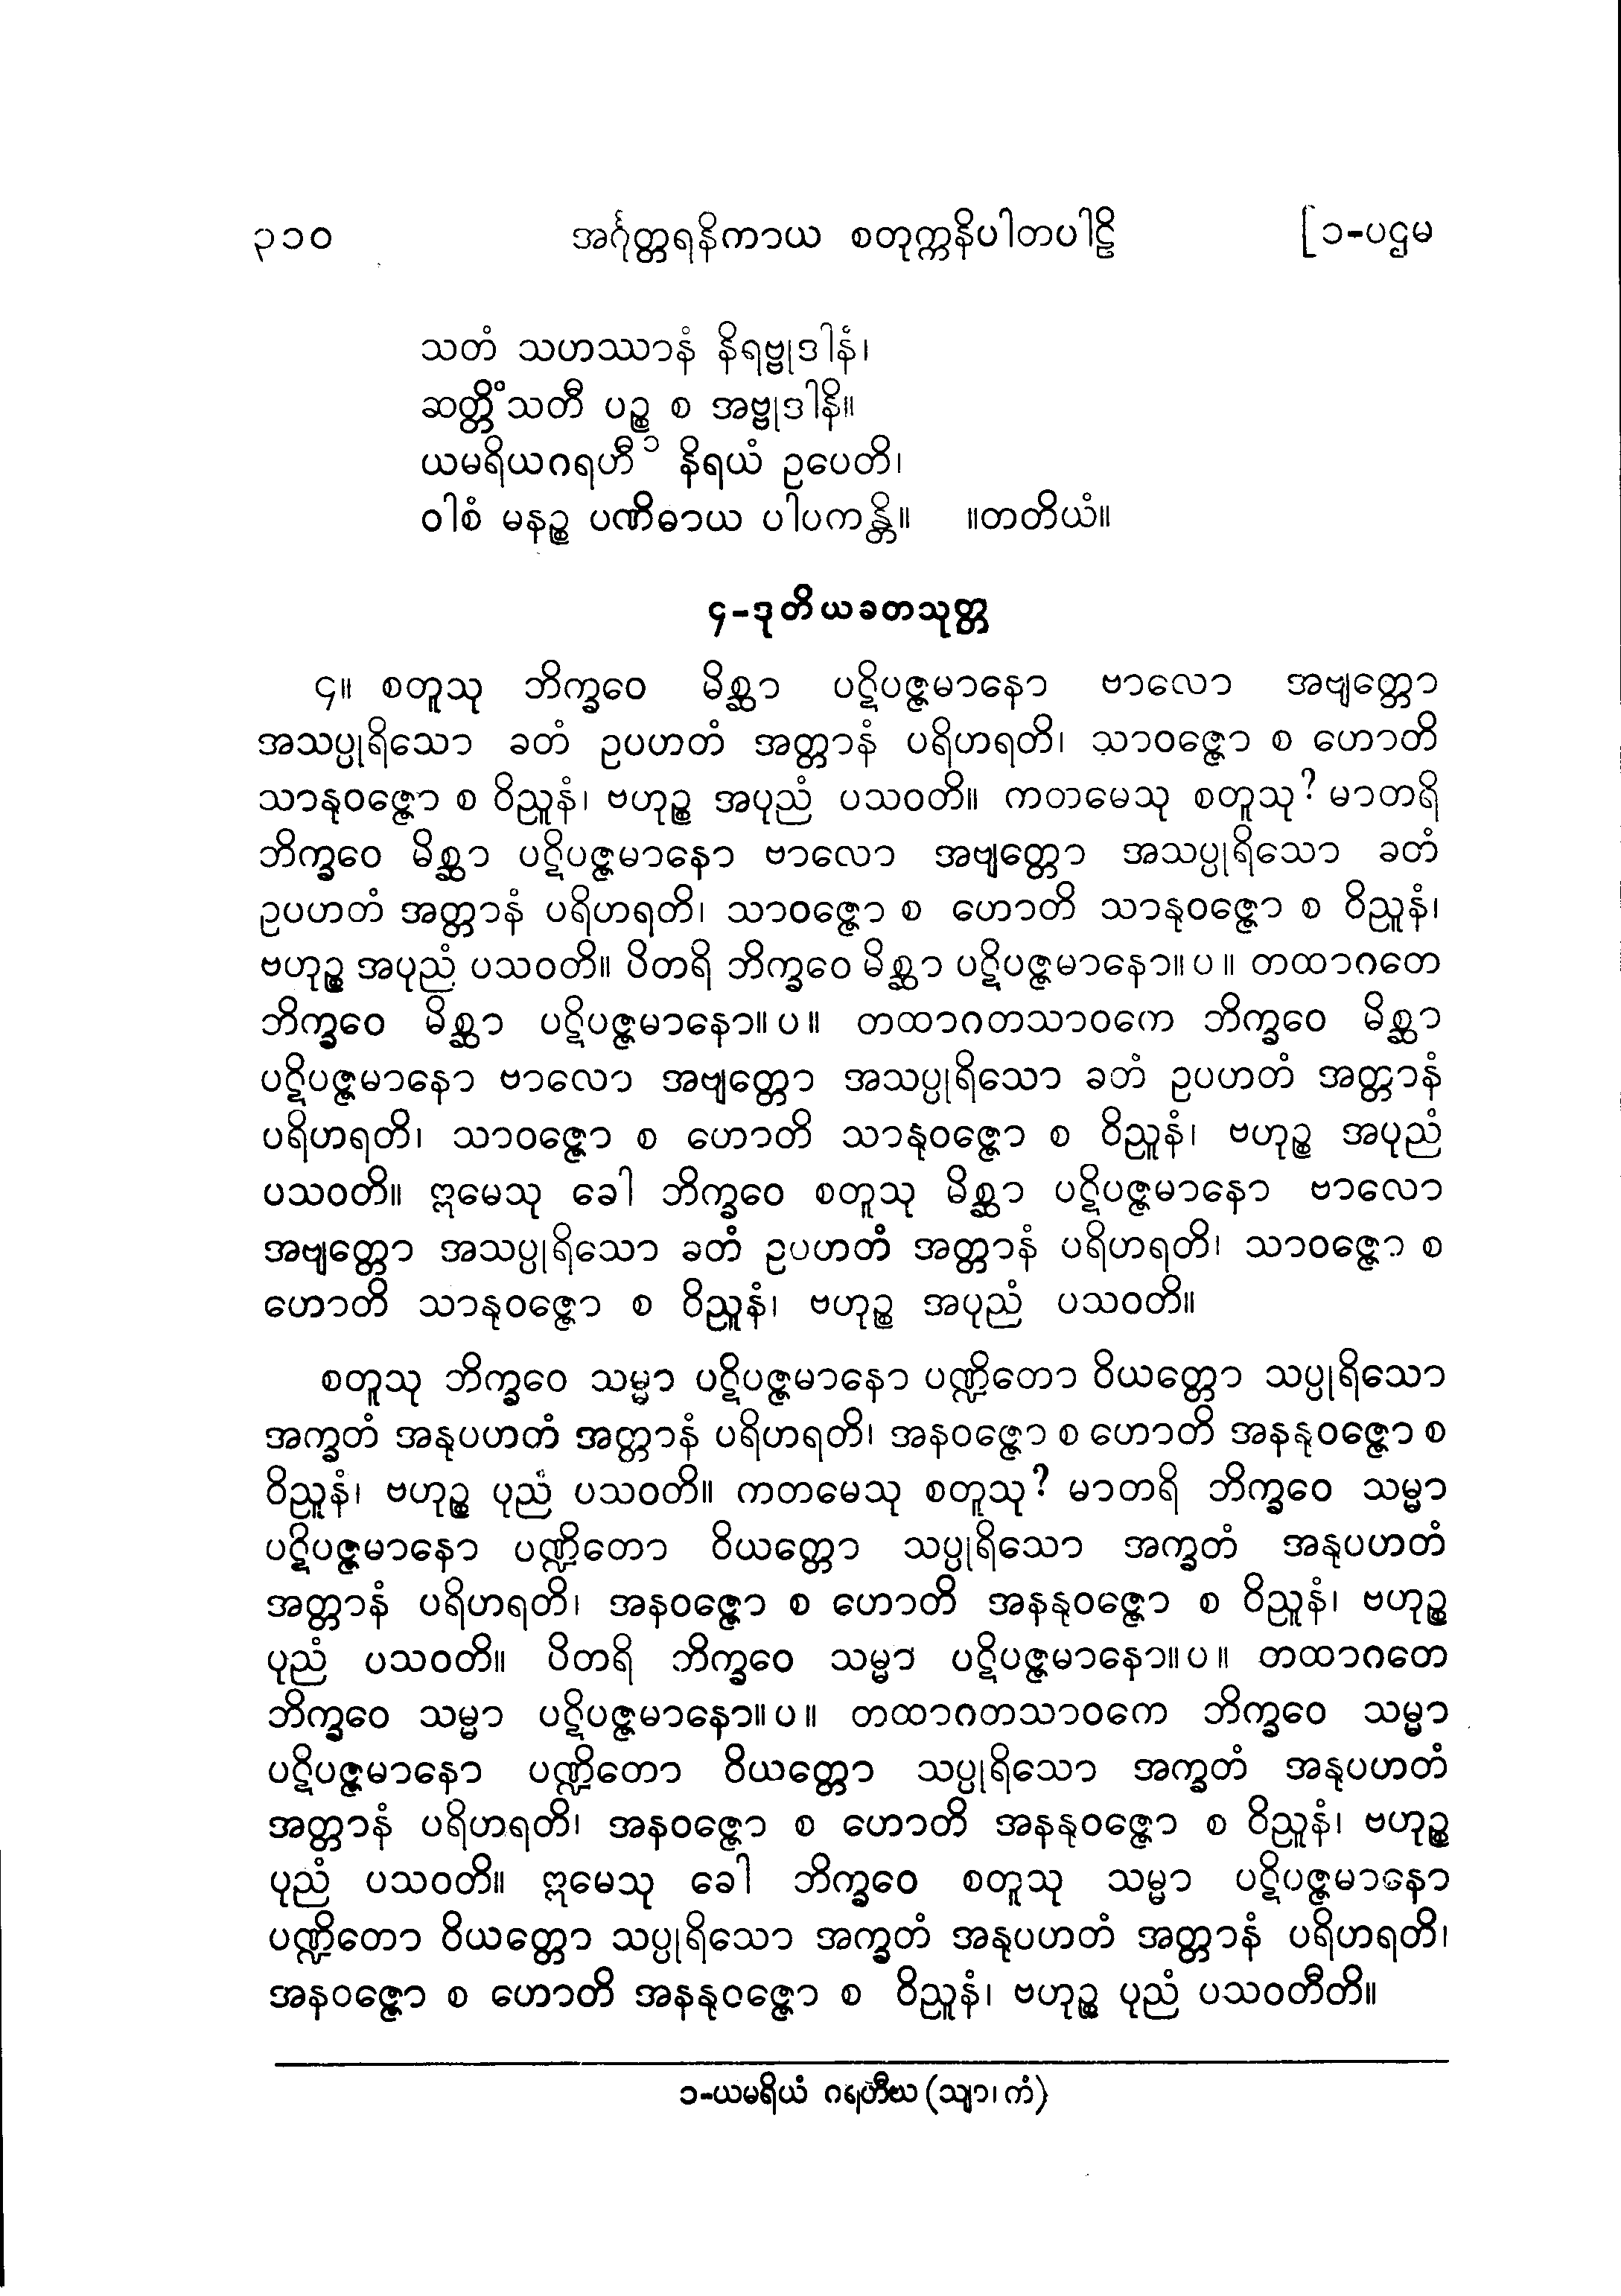 ၃၁၀ အင်္ဂုတ္တရနိကာယ စတုက္ကနိပါတပါဠိ [၁-ပဌမ
သတံ သဟဿာနံ နိရဗ္ဗုဒါနံ၊
ဆတ္တိံသတီ ပဉ္စ စ အဗ္ဗုဒါနိ။
ယမရိယဂရဟီ ၁ နိရယံ ဥပေတိ၊
ဝါစံ မနဉ္စ ပဏိဓာယ ပါပကန္တိ။ ။တတိယံ။
၄-ဒုတိယခတသုတ္တ
၄။ စတူသု ဘိက္ခဝေ မိစ္ဆာ ပဋိပဇ္ဇမာနော ဗာလော အဗျတ္တော
အသပ္ပုရိသော ခတံ ဥပဟတံ အတ္တာနံ ပရိဟရတိ၊ သာဝဇ္ဇော စ ဟောတိ
သာနုဝဇ္ဇော စ ဝိညူနံ၊ ဗဟုဉ္စ အပုညံ ပသဝတိ။ ကတမေသု စတူသု? မာတရိ
ဘိက္ခဝေ မိစ္ဆာ ပဋိပဇ္ဇမာနော ဗာလော အဗျတ္တော အသပ္ပုရိသော ခတံ
ဥပဟတံ အတ္တာနံ ပရိဟရတိ၊ သာဝဇ္ဇော စ ဟောတိ သာနုဝဇ္ဇော စ ဝိညူနံ၊
ဗဟုဉ္စ အပုညံ ပသဝတိ။ ပိတရိ ဘိက္ခဝေ မိစ္ဆာ ပဋိပဇ္ဇမာနော။ပ။ တထာဂတေ
ဘိက္ခဝေ မိစ္ဆာ ပဋိပဇ္ဇမာနော။ပ။ တထာဂတသာဝကေ ဘိက္ခဝေ မိစ္ဆာ
ပဋိပဇ္ဇမာနော ဗာလော အဗျတ္တော အသပ္ပုရိသော ခတံ ဥပဟတံ အတ္တာနံ
ပရိဟရတိ၊ သာဝဇ္ဇော စ ဟောတိ သာနုဝဇ္ဇော စ ဝိညူနံ၊ ဗဟုဉ္စ အပုညံ
ပသဝတိ။ ဣမေသု ခေါ ဘိက္ခဝေ စတူသု မိစ္ဆာ ပဋိပဇ္ဇမာနော ဗာလော
အဗျတ္တော အသပ္ပုရိသော ခတံ ဥပဟတံ အတ္တာနံ ပရိဟရတိ၊ သာဝဇ္ဇော စ
ဟောတိ သာနုဝဇ္ဇော စ ဝိညူနံ၊ ဗဟုဉ္စ အပုညံ ပသဝတိ။
စတူသု ဘိက္ခဝေ သမ္မာ ပဋိပဇ္ဇမာနော ပဏ္ဍိတော ဝိယတ္တော သပ္ပုရိသော
အက္ခတံ အနုပဟတံ အတ္တာနံ ပရိဟရတိ၊ အနဝဇ္ဇော စ ဟောတိ အနနုဝဇ္ဇော စ
ဝိညူနံ၊ ဗဟုဉ္စ ပုညံ ပသဝတိ။ ကတမေသု စတူသု? မာတရိ ဘိက္ခဝေ သမ္မာ
ပဋိပဇ္ဇမာနော ပဏ္ဍိတော ဝိယတ္တော သပ္ပုရိသော အက္ခတံ အနုပဟတံ
အတ္တာနံ ပရိဟရတိ၊ အနဝဇ္ဇော စ ဟောတိ အနနုဝဇ္ဇော စ ဝိညူနံ၊ ဗဟုဉ္စ
ပုညံ ပသဝတိ။ ပိတရိ ဘိက္ခဝေ သမ္မာ ပဋိပဇ္ဇမာနော။ပ။ တထာဂတေ
ဘိက္ခဝေ သမ္မာ ပဋိပဇ္ဇမာနော။ပ။ တထာဂတသာဝကေ ဘိက္ခဝေ သမ္မာ
ပဋိပဇ္ဇမာနော ပဏ္ဍိတော ဝိယတ္တော သပ္ပုရိသော အက္ခတံ အနုပဟတံ
အတ္တာနံ ပရိဟရတိ၊ အနဝဇ္ဇော စ ဟောတိ အနနုဝဇ္ဇော စ ဝိညူနံ၊ ဗဟုဉ္စ
ပုညံ ပသဝတိ။ ဣမေသု ခေါ ဘိက္ခဝေ စတူသု သမ္မာ ပဋိပဇ္ဇမာနော
ပဏ္ဍိတော ဝိယတ္တော သပ္ပုရိသော အက္ခတံ အနုပဟတံ အတ္တာနံ ပရိဟရတိ၊
အနဝဇ္ဇော စ ဟောတိ အနနုဝဇ္ဇော စ ဝိညူနံ၊ ဗဟုဉ္စ ပုညံ ပသဝတီတိ။
၁-ယမရိယံ ဂရဟီယ (သျာ၊ ကံ)